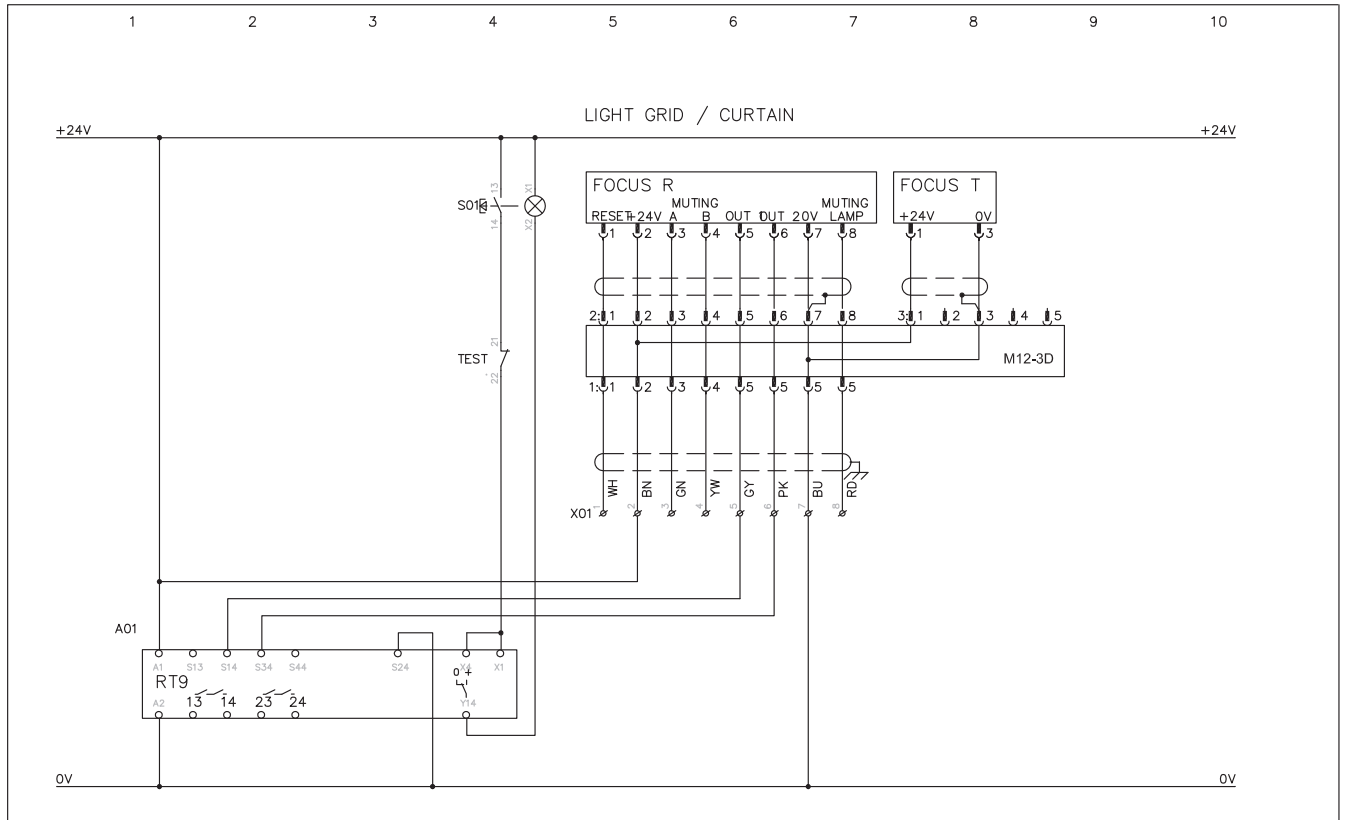 1 2 3 4 5 6 7 8 9 10
LIGHT GRID / CURTAIN
+24V +24V
FOCUS R FOCUS T
MUTING MUTING
RESET +24V A B OUT 1 OUT 20V LAMP +24V 0V
1 2 3 4 5 6 7 8 1 3
S01 13 14 X1 X2
2: 1 2 3 4 5 6 7 8 3: 1 2 3 4 5
M12-3D
TEST 21 22
1: 1 2 3 4 5 5 5 5
WH BN GN YW GY PK BU RD
X01 1 2 3 4 5 6 7 8
A01
A1 S13 S14 S34 S44 S24 X4 X1
RT9 0 +
A2 13 14 23 24 Y14
0V 0V